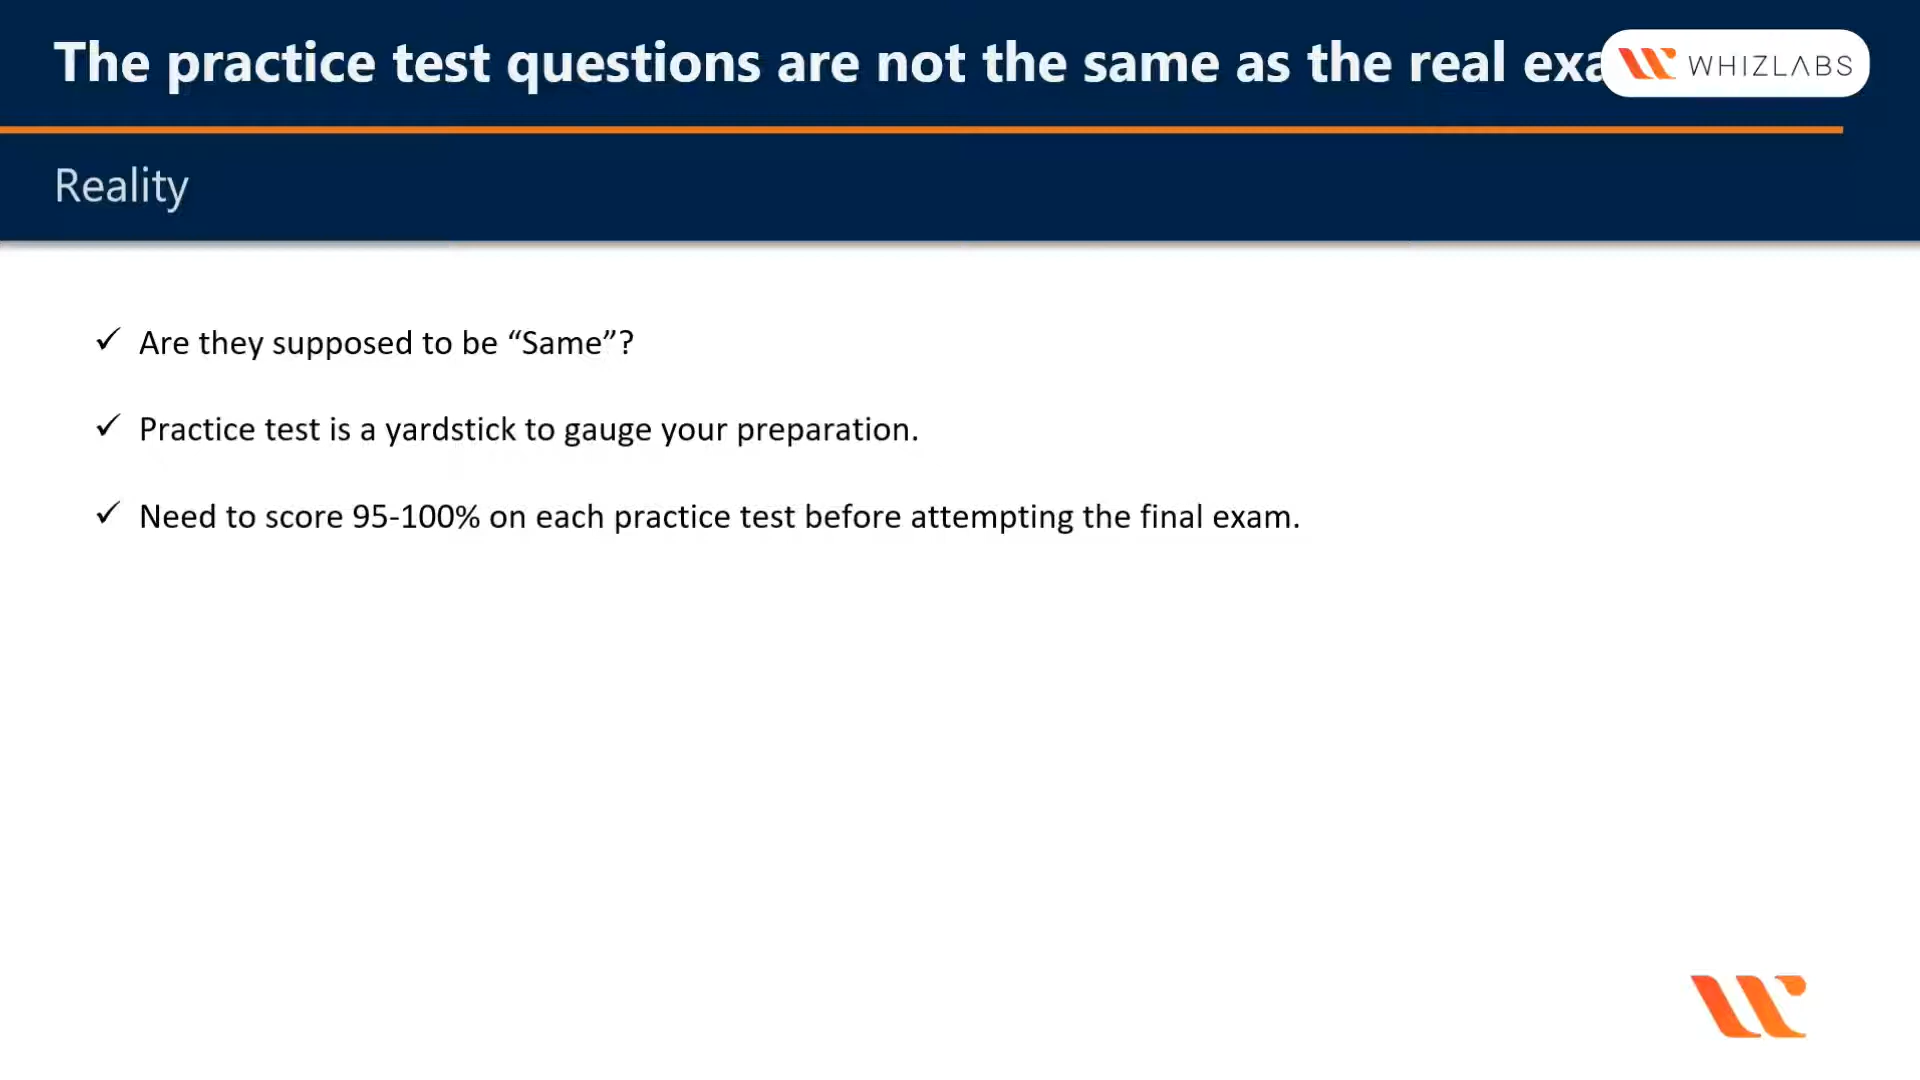 The practice test questions are not the same as the real exa
WHIZLABS
Reality
✓ Are they supposed to be “Same”?
✓ Practice test is a yardstick to gauge your preparation.
✓ Need to score 95-100% on each practice test before attempting the final exam.